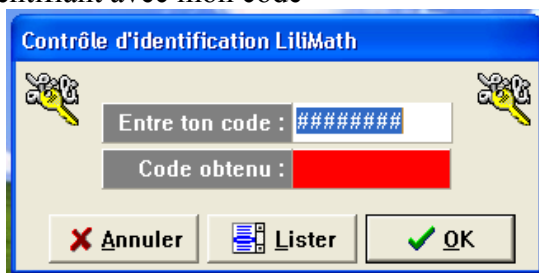 Contrôle d'identification LiliMath
Entre ton code : ########
Code obtenu :
Annuler Lister OK